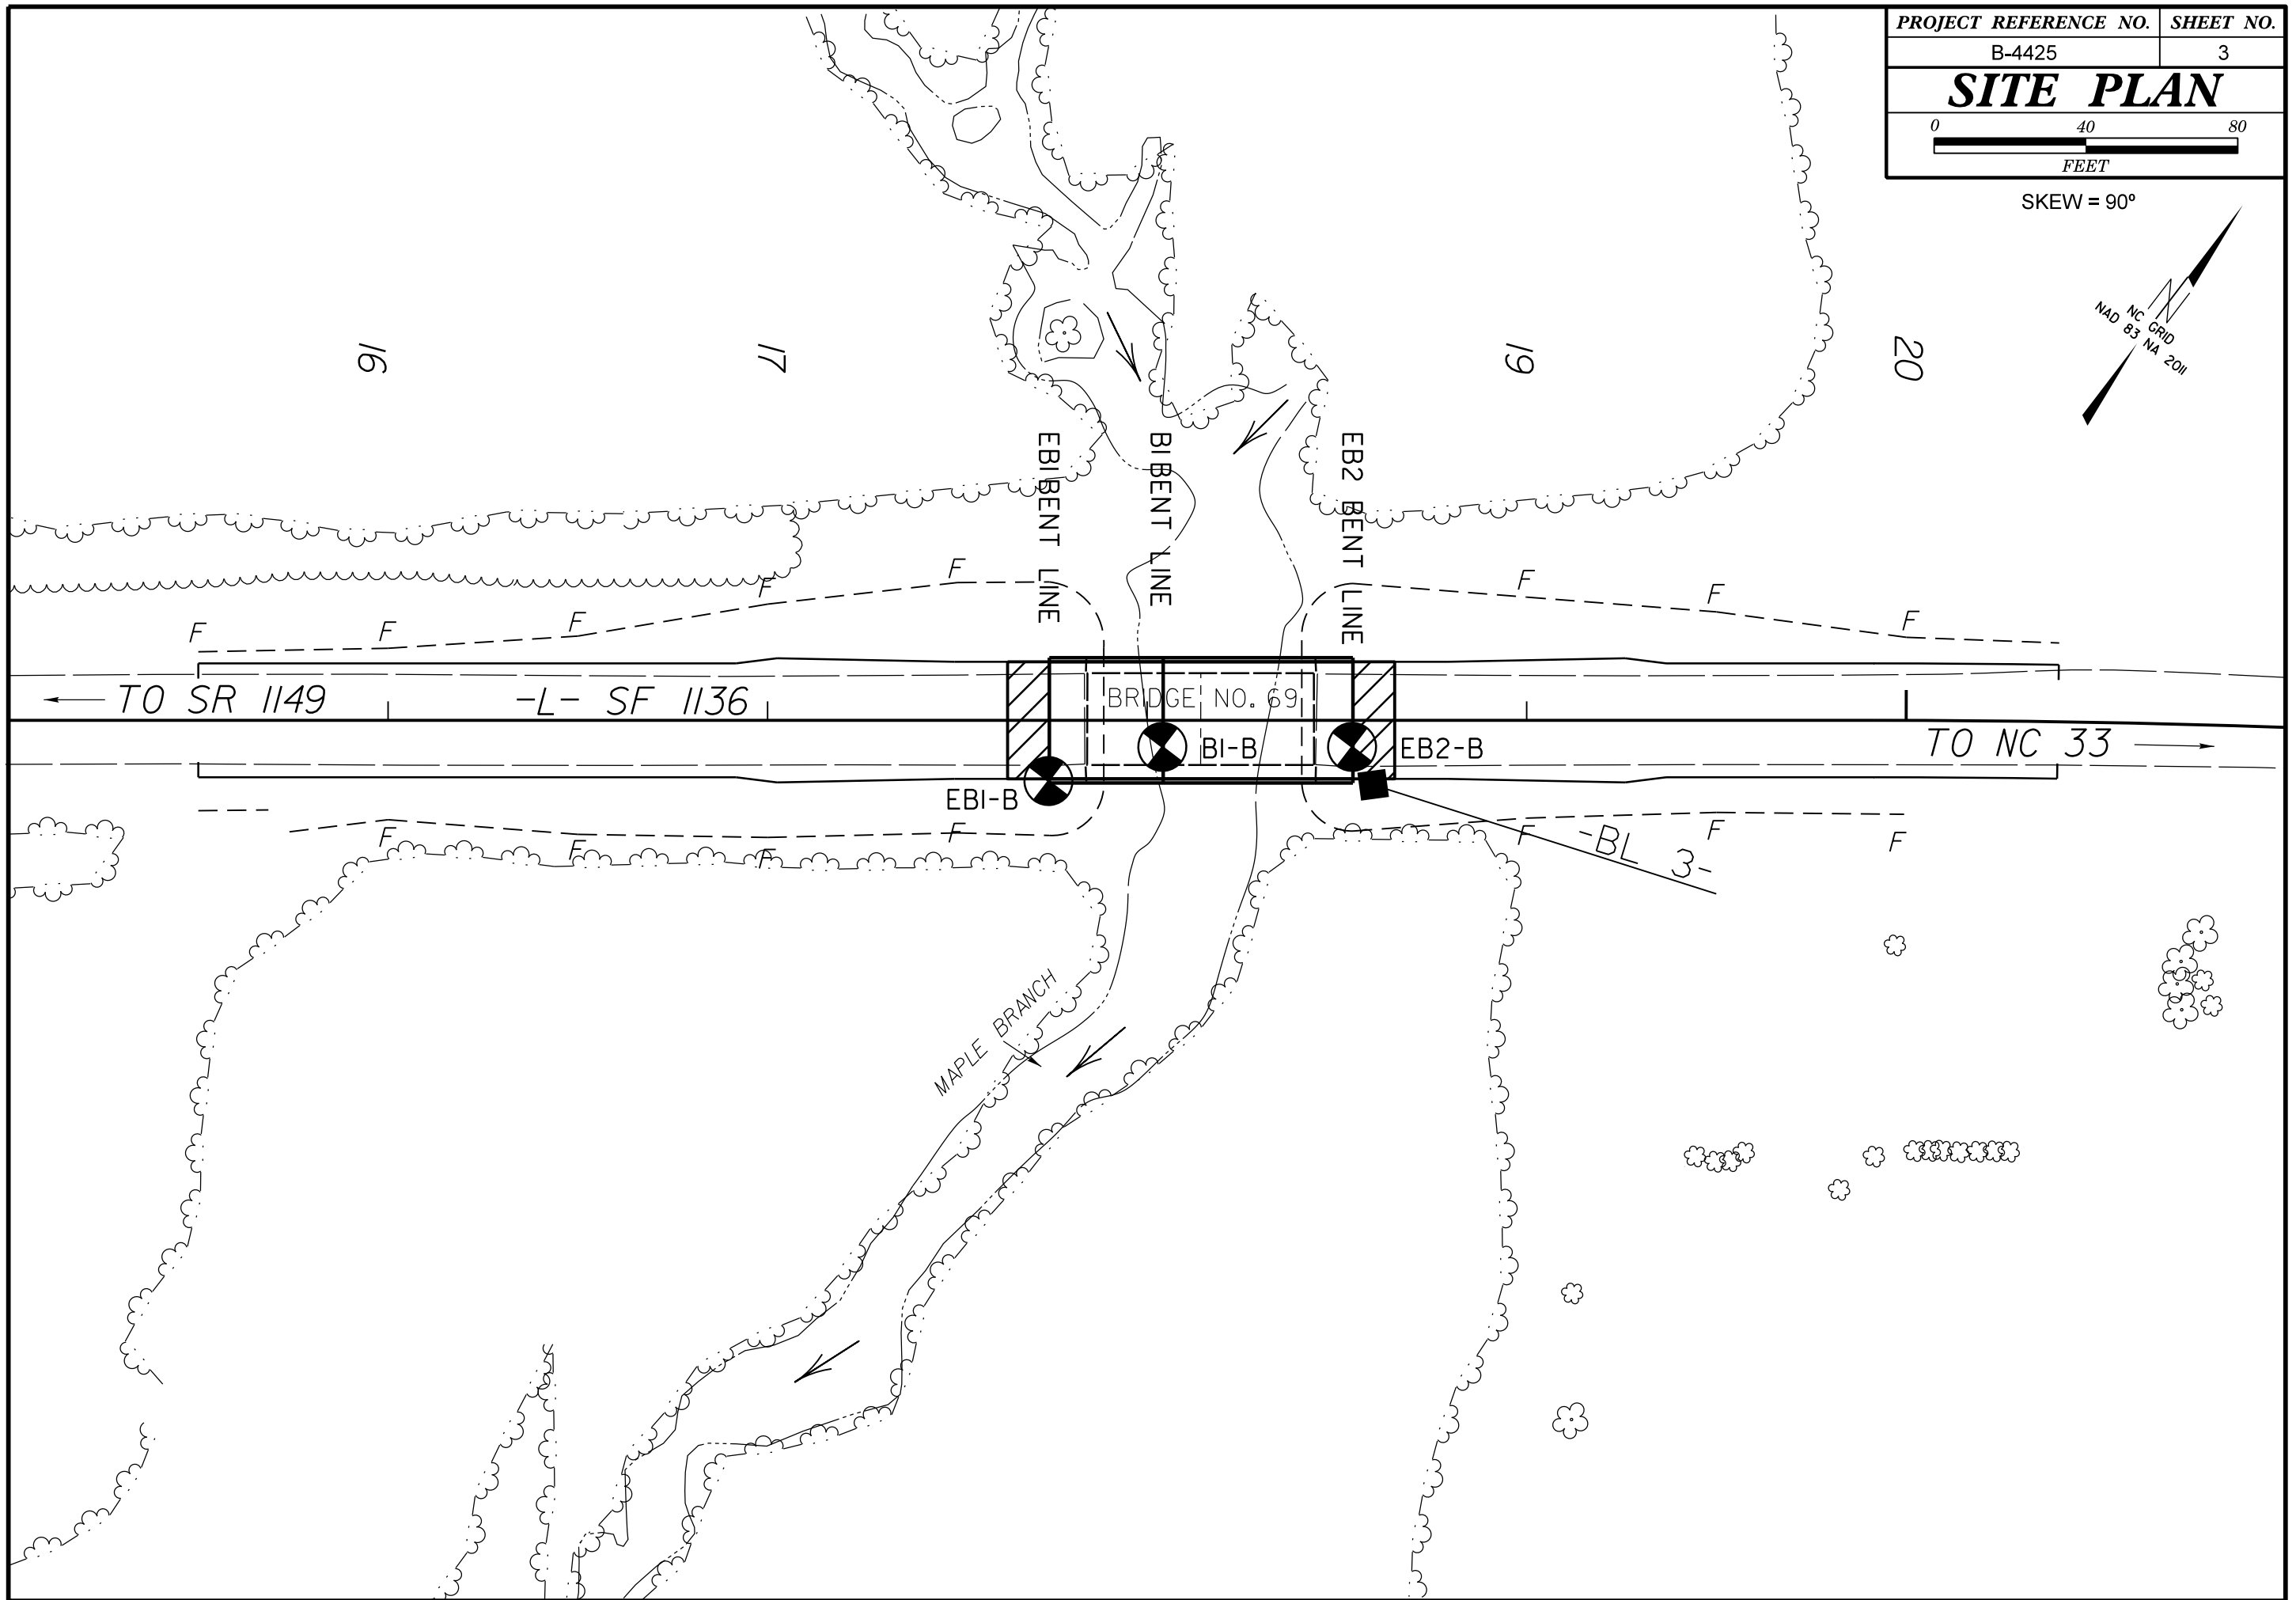 PROJECT REFERENCE NO. SHEET NO.
B-4425 3
SITE PLAN
0 40 80
FEET
SKEW = 90º
NC GRID
NAD 83 NA 2011
16
17
19
20
EB1 BENT LINE
B1 BENT LINE
EB2 BENT LINE
F F F F F F F F
TO SR 1149
-L- SF 1136
BRIDGE NO. 69
B1-B
EB2-B
EB1-B
TO NC 33
F F F F F F F
-BL 3-
MAPLE BRANCH